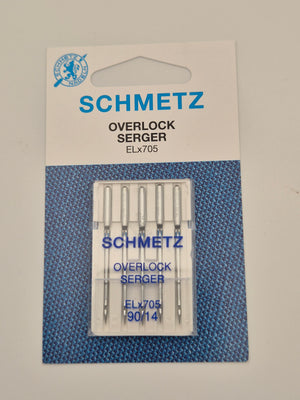 SCHMETZ
OVERLOCK
SERGER
ELx705
SCHMETZ
OVERLOCK
SERGER
ELx705
90/14